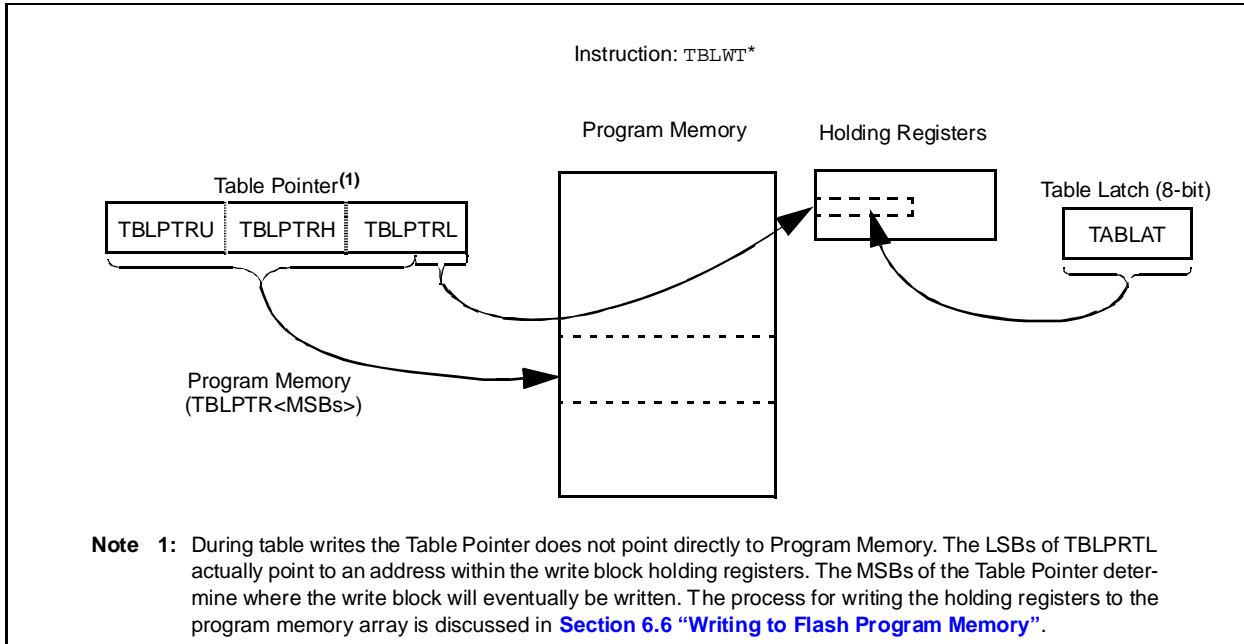 Instruction: TBLWT*
Program Memory
Holding Registers
Table Pointer(1)
Table Latch (8-bit)
TBLPTRU TBLPTRH TBLPTRL
TABLAT
Program Memory
(TBLPTR<MSBs>)
Note 1: During table writes the Table Pointer does not point directly to Program Memory. The LSBs of TBLPRTL
actually point to an address within the write block holding registers. The MSBs of the Table Pointer deter-
mine where the write block will eventually be written. The process for writing the holding registers to the
program memory array is discussed in Section 6.6 “Writing to Flash Program Memory”.